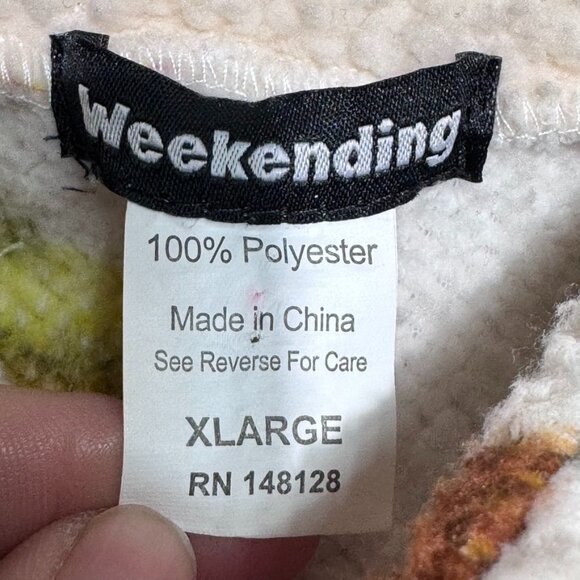 Weekending
100% Polyester
Made in China
See Reverse For Care
XLARGE
RN 148128